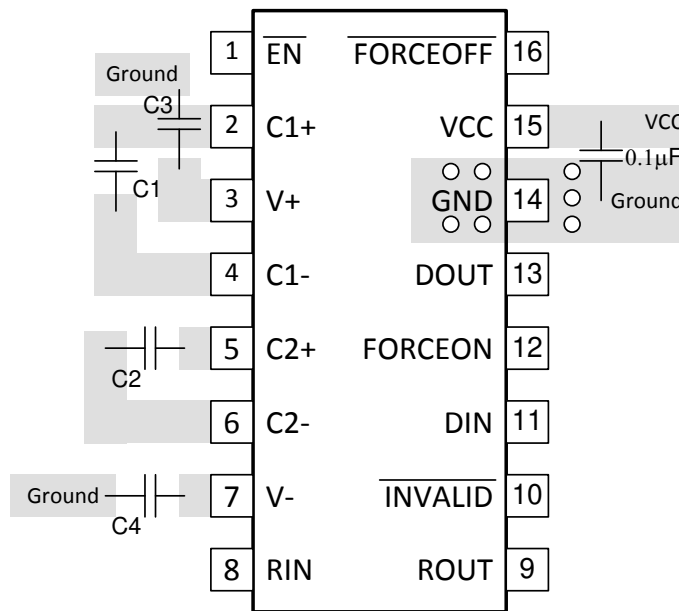 1 EN FORCEOFF 16
Ground
C3
2 C1+ VCC 15 VCC
C1 0.1µF
3 V+ GND 14 Ground
4 C1- DOUT 13
5 C2+ FORCEON 12
C2
6 C2- DIN 11
7 V- INVALID 10
Ground
C4
8 RIN ROUT 9